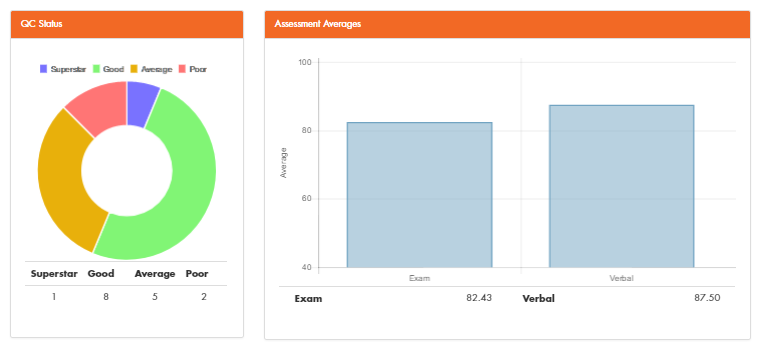 QC Status
Superstar Good Average Poor
Superstar Good Average Poor
1 8 5 2
Assessment Averages
100
80
60
40
Average
Exam Verbal
Exam 82.43 Verbal 87.50